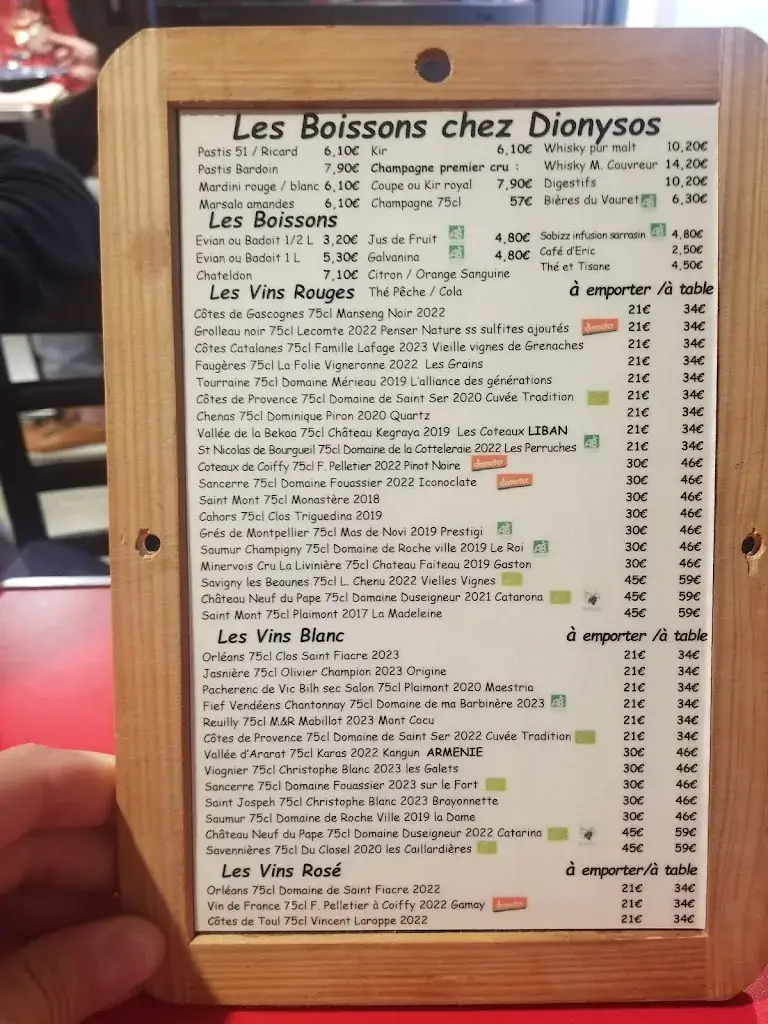 Les Boissons chez Dionysos
Pastis 51 / Ricard 6,10€ Kir 6,10€ Whisky pur malt 10,20€
Pastis Bardoin 7,90€ Champagne premier cru : Whisky M. Couvreur 14,20€
Mardini rouge / blanc 6,10€ Coupe ou Kir royal 7,90€ Digestifs 10,20€
Marsala amandes 6,10€ Champagne 75cl 57€ Bières du Vouret AB 6,30€
Les Boissons
Evian ou Badoit 1/2 L 3,20€ Jus de Fruit AB 4,80€ Sobizz infusion sarrasin AB 4,80€
Evian ou Badoit 1 L 5,30€ Galvanina AB 4,80€ Café d'Eric 2,50€
Chateldon 7,10€ Citron / Orange Sanguine Thé et Tisane 4,50€
Thé Pêche / Cola
Les Vins Rouges à emporter /à table
Côtes de Gascognes 75cl Manseng Noir 2022 21€ 34€
Grolleau noir 75cl Lecomte 2022 Penser Nature ss sulfites ajoutés demeter 21€ 34€
Côtes Catalanes 75cl Famille Lafage 2023 Vieille vignes de Grenaches 21€ 34€
Faugères 75cl La Folie Vigneronne 2022 Les Grains 21€ 34€
Tourraine 75cl Domaine Mérieau 2019 L'alliance des générations 21€ 34€
Côtes de Provence 75cl Domaine de Saint Ser 2020 Cuvée Tradition 21€ 34€
Chenas 75cl Dominique Piron 2020 Quartz 21€ 34€
Vallée de la Bekaa 75cl Château Kegraya 2019 Les Coteaux LIBAN 21€ 34€
St Nicolas de Bourgueil 75cl Domaine de la Cotteleraie 2022 Les Perruches AB 21€ 34€
Coteaux de Coiffy 75cl F. Pelletier 2022 Pinot Noire demeter 30€ 46€
Sancerre 75cl Domaine Fouassier 2022 Iconoclate demeter 30€ 46€
Saint Mont 75cl Monastère 2018 30€ 46€
Cahors 75cl Clos Triguedina 2019 30€ 46€
Grés de Montpellier 75cl Mas de Novi 2019 Prestigi AB 30€ 46€
Saumur Champigny 75cl Domaine de Roche ville 2019 Le Roi AB 30€ 46€
Minervois Cru La Livinière 75cl Chateau Faiteau 2019 Gaston 30€ 46€
Savigny les Beaunes 75cl L. Chenu 2022 Vielles Vignes 45€ 59€
Château Neuf du Pape 75cl Domaine Duseigneur 2021 Catarona 45€ 59€
Saint Mont 75cl Plaimont 2017 La Madeleine 45€ 59€
Les Vins Blanc à emporter /à table
Orléans 75cl Clos Saint Fiacre 2023 21€ 34€
Jasnière 75cl Olivier Champion 2023 Origine 21€ 34€
Pacherenc de Vic Bilh sec Salon 75cl Plaimont 2020 Maestria 21€ 34€
Fief Vendéens Chantonnay 75cl Domaine de ma Barbinère 2023 AB 21€ 34€
Reuilly 75cl M.&R Mabillot 2023 Mont Cocu 21€ 34€
Côtes de Provence 75cl Domaine de Saint Ser 2022 Cuvée Tradition 21€ 34€
Vallée d'Ararat 75cl Karas 2022 Kangun ARMENIE 30€ 46€
Viognier 75cl Christophe Blanc 2023 les Galets 30€ 46€
Sancerre 75cl Domaine Fouassier 2023 sur le Fort 30€ 46€
Saint Jospeh 75cl Christophe Blanc 2023 Brayonnette 30€ 46€
Saumur 75cl Domaine de Roche Ville 2019 la Dame 30€ 46€
Château Neuf du Pape 75cl Domaine Duseigneur 2022 Catarina 45€ 59€
Savennières 75cl Du Closel 2020 les Caillardières 45€ 59€
Les Vins Rosé à emporter/à table
Orléans 75cl Domaine de Saint Fiacre 2022 21€ 34€
Vin de France 75cl F. Pelletier à Coiffy 2022 Gamay demeter 21€ 34€
Côtes de Toul 75cl Vincent Laroppe 2022 21€ 34€